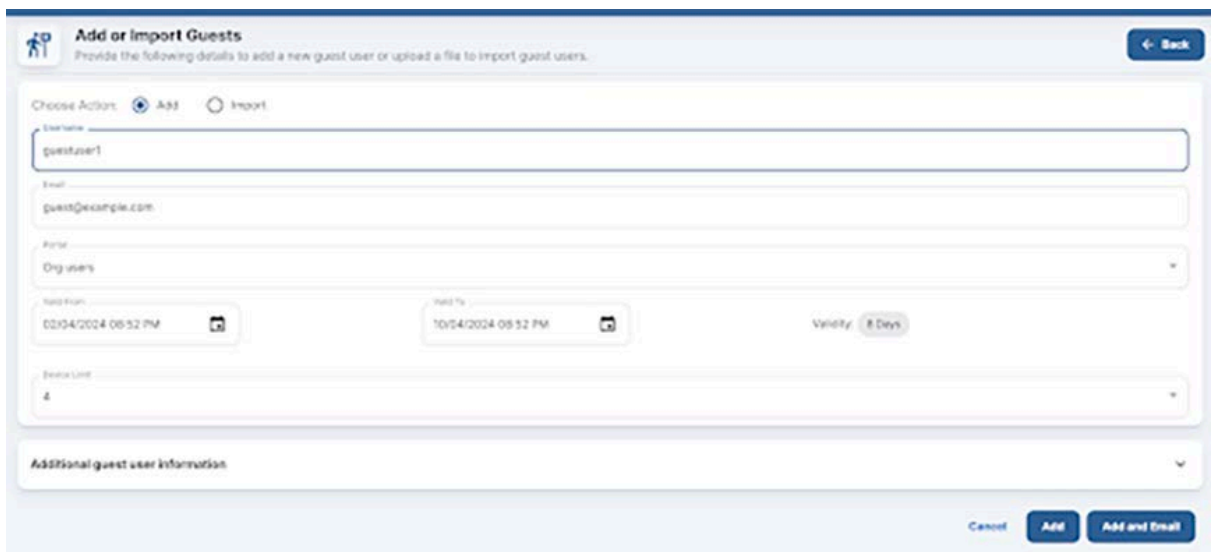 Add or Import Guests
Provide the following details to add a new guest user or upload a file to import guest users.
← Back
Choose Action: Add Import
Username
guestuser1
Email
guest@example.com
Portal
Org users
Valid From
02/04/2024 08:52 PM
Valid To
10/04/2024 08:52 PM
Validity: 8 Days
Device Limit
4
Additional guest user information
Cancel Add Add and Email